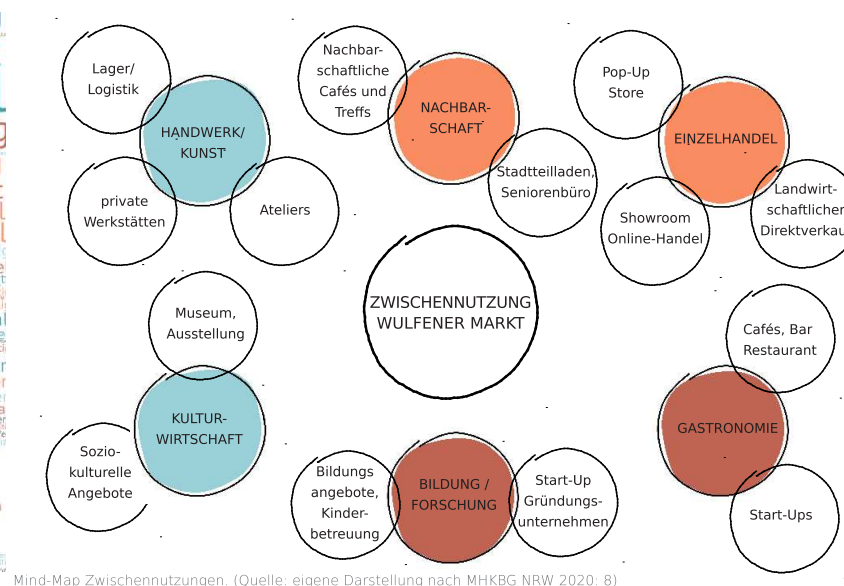 Lager/
Logistik
HANDWERK/
KUNST
private
Werkstätten
Ateliers
Nachbar-
schaftliche
Cafés und
Treffs
NACHBAR-
SCHAFT
Stadtteilladen,
Seniorenbüro
Pop-Up
Store
EINZELHANDEL
Showroom
Online-Handel
Landwirt-
schaftlicher
Direktverkau
ZWISCHENNUTZUNG
WULFENER MARKT
Museum,
Ausstellung
KULTUR-
WIRTSCHAFT
Sozio-
kulturelle
Angebote
Bildungs
angebote,
Kinder-
betreuung
BILDUNG /
FORSCHUNG
Start-Up
Gründungs-
unternehmen
Cafés, Bar
Restaurant
GASTRONOMIE
Start-Ups
Mind-Map Zwischennutzungen. (Quelle: eigene Darstellung nach MHKBG NRW 2020: 8)